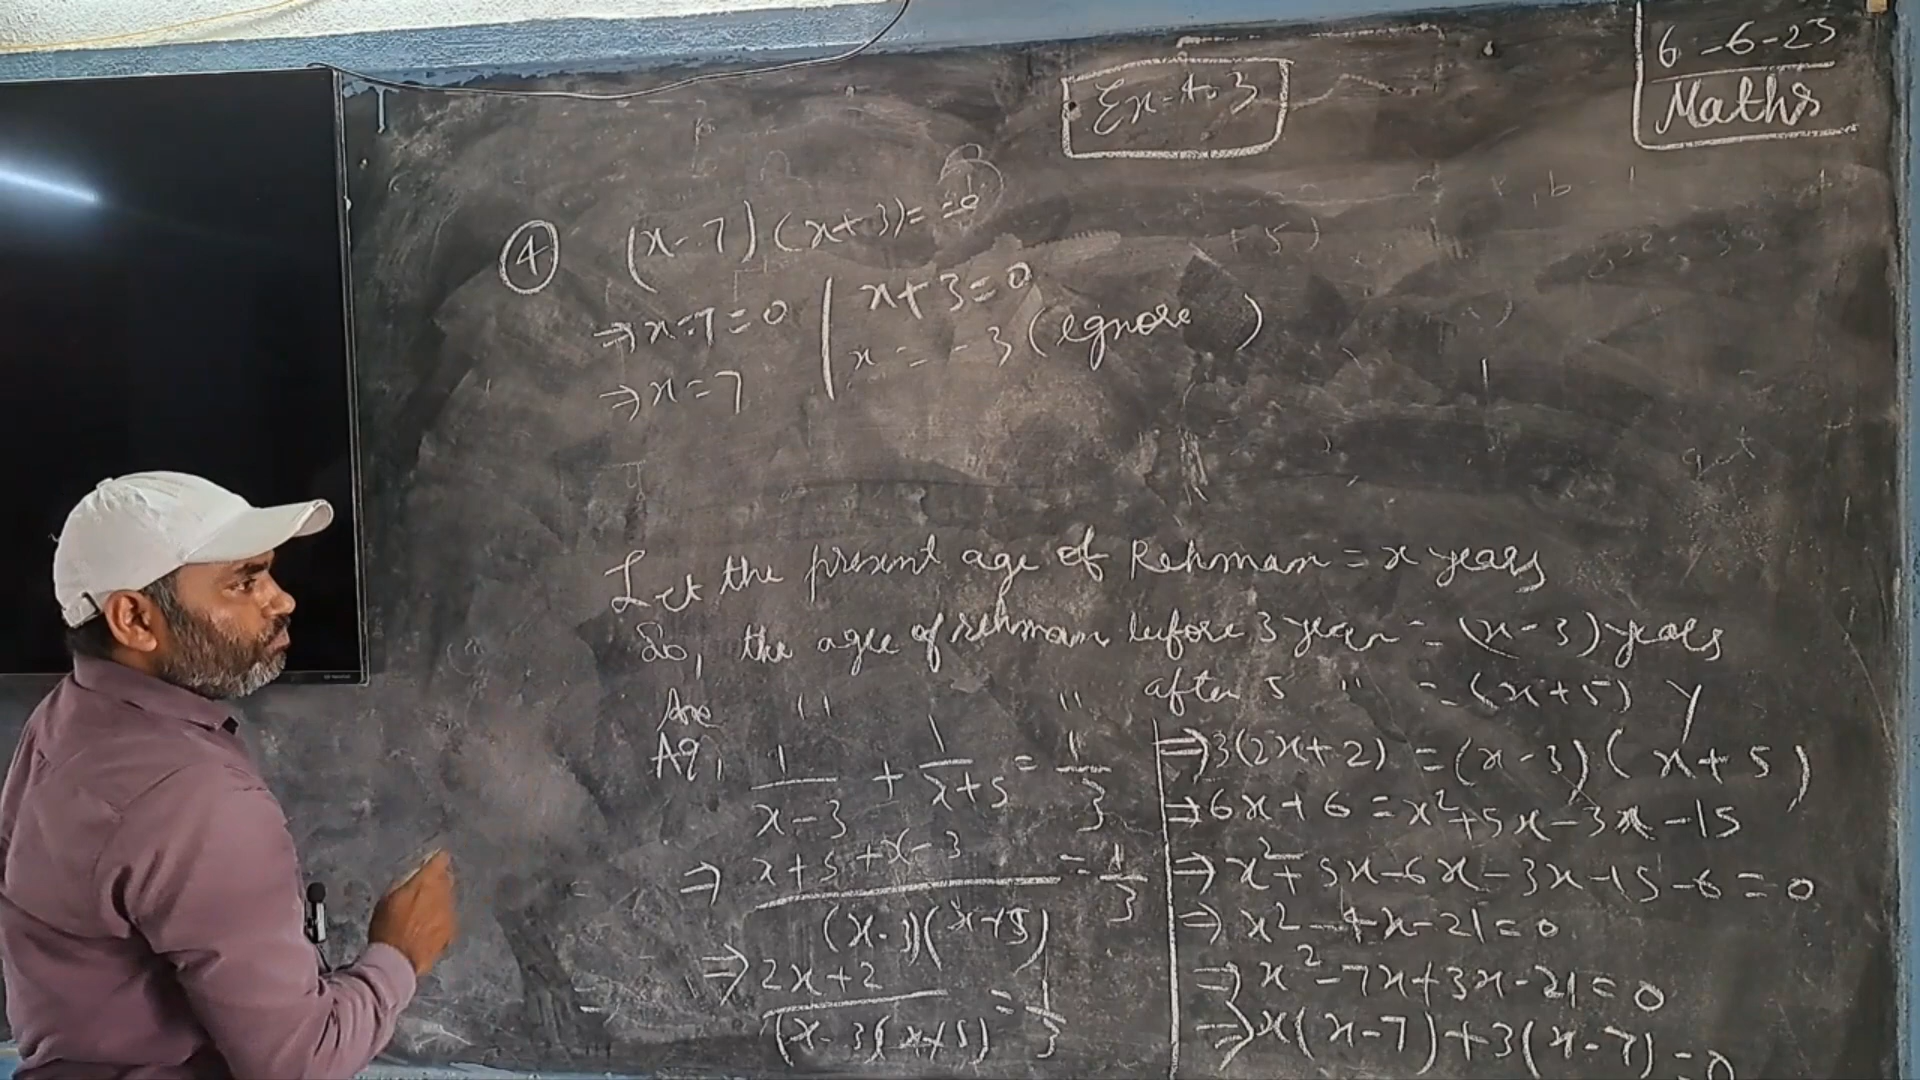 6-6-23
Maths
Ex-4.3
④ (x-7)(x+3)=0
⇒x-7=0 | x+3=0
⇒x=7 | x=-3 (egnore )
Let the present age of Rehman = x years
So, the age of rehman before 3 years = (x-3) years
Are " " after 5 " = (x+5) y
AQ, 1/(x-3) + 1/(x+5) = 1/3
⇒ (x+5+x-3)/((x-3)(x+5)) = 1/3
⇒ (2x+2)/((x-3)(x+5)) = 1/3
⇒3(2x+2) = (x-3)(x+5)
⇒6x+6 = x²+5x-3x-15
⇒x²+5x-6x-3x-15-6=0
⇒x²-4x-21=0
⇒x²-7x+3x-21=0
⇒x(x-7)+3(x-7)=0